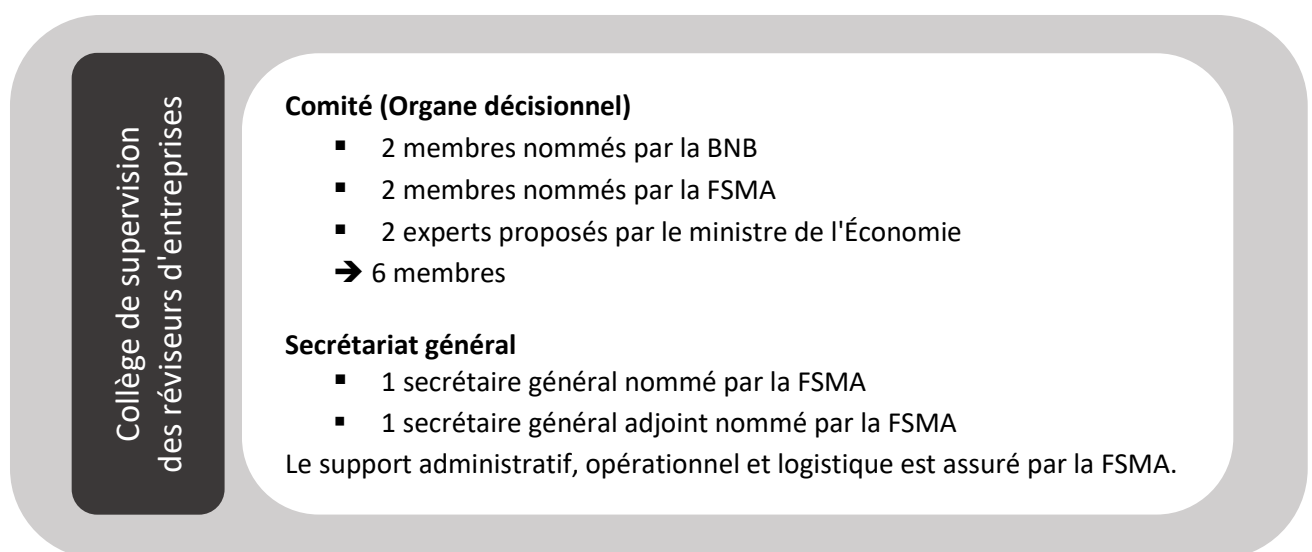 Collège de supervision
des réviseurs d'entreprises
Comité (Organe décisionnel)
▪ 2 membres nommés par la BNB
▪ 2 membres nommés par la FSMA
▪ 2 experts proposés par le ministre de l'Économie
➔ 6 membres
Secrétariat général
▪ 1 secrétaire général nommé par la FSMA
▪ 1 secrétaire général adjoint nommé par la FSMA
Le support administratif, opérationnel et logistique est assuré par la FSMA.